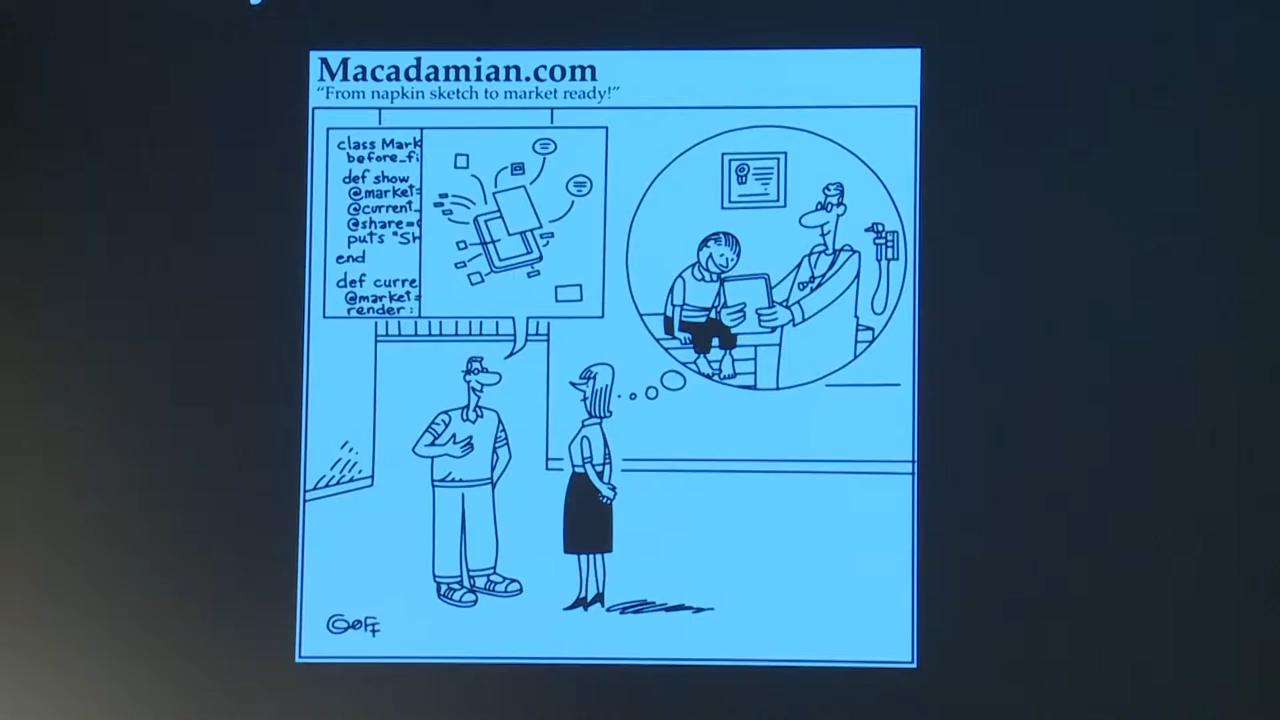 Macadamian.com
“From napkin sketch to market ready!”
class Mark
before_fi
def show
@market=
@current_
@share=
puts "Sh
end
def curre
@market=
render:
GOFF